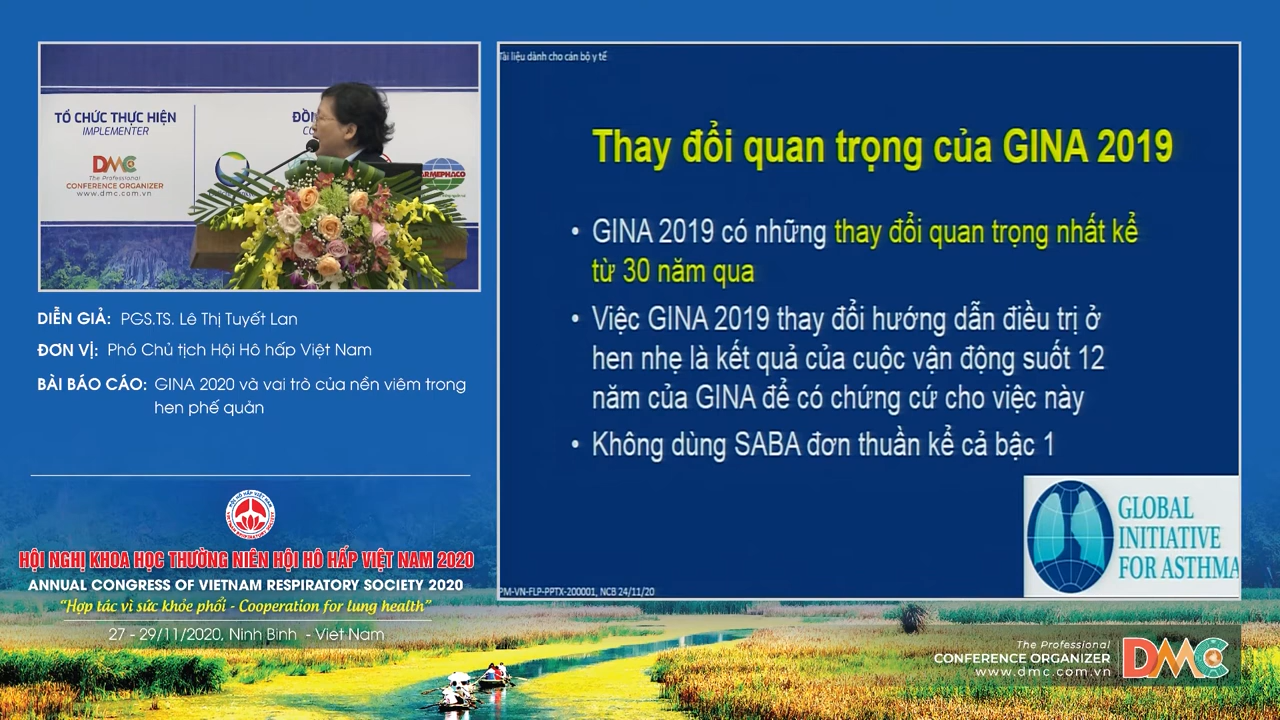 TỔ CHỨC THỰC HIỆN
IMPLEMENTER
DMC
The Professional
CONFERENCE ORGANIZER
www.dmc.com.vn
ĐỒN
CO
ARMEPHACO
DIỄN GIẢ: PGS.TS. Lê Thị Tuyết Lan
ĐƠN VỊ: Phó Chủ tịch Hội Hô hấp Việt Nam
BÀI BÁO CÁO: GINA 2020 và vai trò của nền viêm trong
hen phế quản
HỘI NGHỊ KHOA HỌC THƯỜNG NIÊN HỘI HÔ HẤP VIỆT NAM 2020
ANNUAL CONGRESS OF VIETNAM RESPIRATORY SOCIETY 2020
“Hợp tác vì sức khỏe phổi - Cooperation for lung health”
27 - 29/11/2020, Ninh Bình - Việt Nam
Tài liệu dành cho cán bộ y tế
Thay đổi quan trọng của GINA 2019
• GINA 2019 có những thay đổi quan trọng nhất kể
từ 30 năm qua
• Việc GINA 2019 thay đổi hướng dẫn điều trị ở
hen nhẹ là kết quả của cuộc vận động suốt 12
năm của GINA để có chứng cứ cho việc này
• Không dùng SABA đơn thuần kể cả bậc 1
GLOBAL
INITIATIVE
FOR ASTHMA
PM-VN-FLP-PPTX-200001, NCB 24/11/20
The Professional
CONFERENCE ORGANIZER
www.dmc.com.vn
DMC